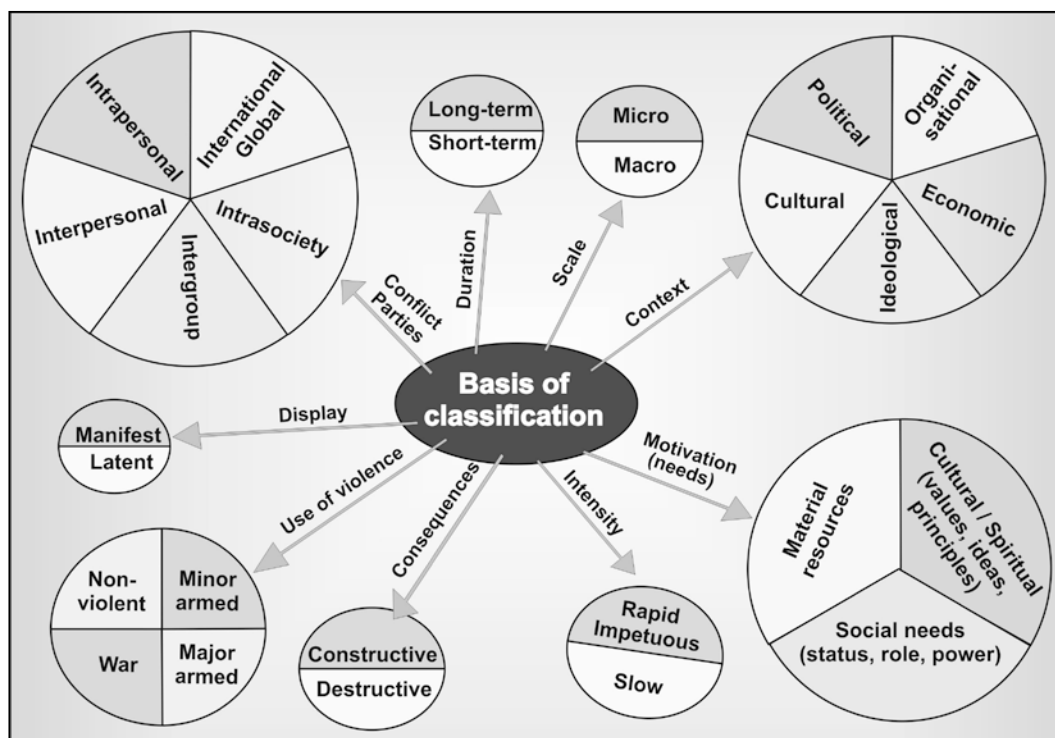 Intrapersonal
International
Global
Interpersonal
Intrasociety
Intergroup
Long-term
Short-term
Micro
Macro
Political
Organi-
sational
Cultural
Economic
Ideological
Conflict
Parties
Duration
Scale
Context
Basis of
classification
Display
Manifest
Latent
Use of violence
Consequences
Intensity
Motivation
(needs)
Non-
violent
Minor
armed
War
Major
armed
Constructive
Destructive
Rapid
Impetuous
Slow
Material
resources
Cultural / Spiritual
(values, ideas,
principles)
Social needs
(status, role, power)